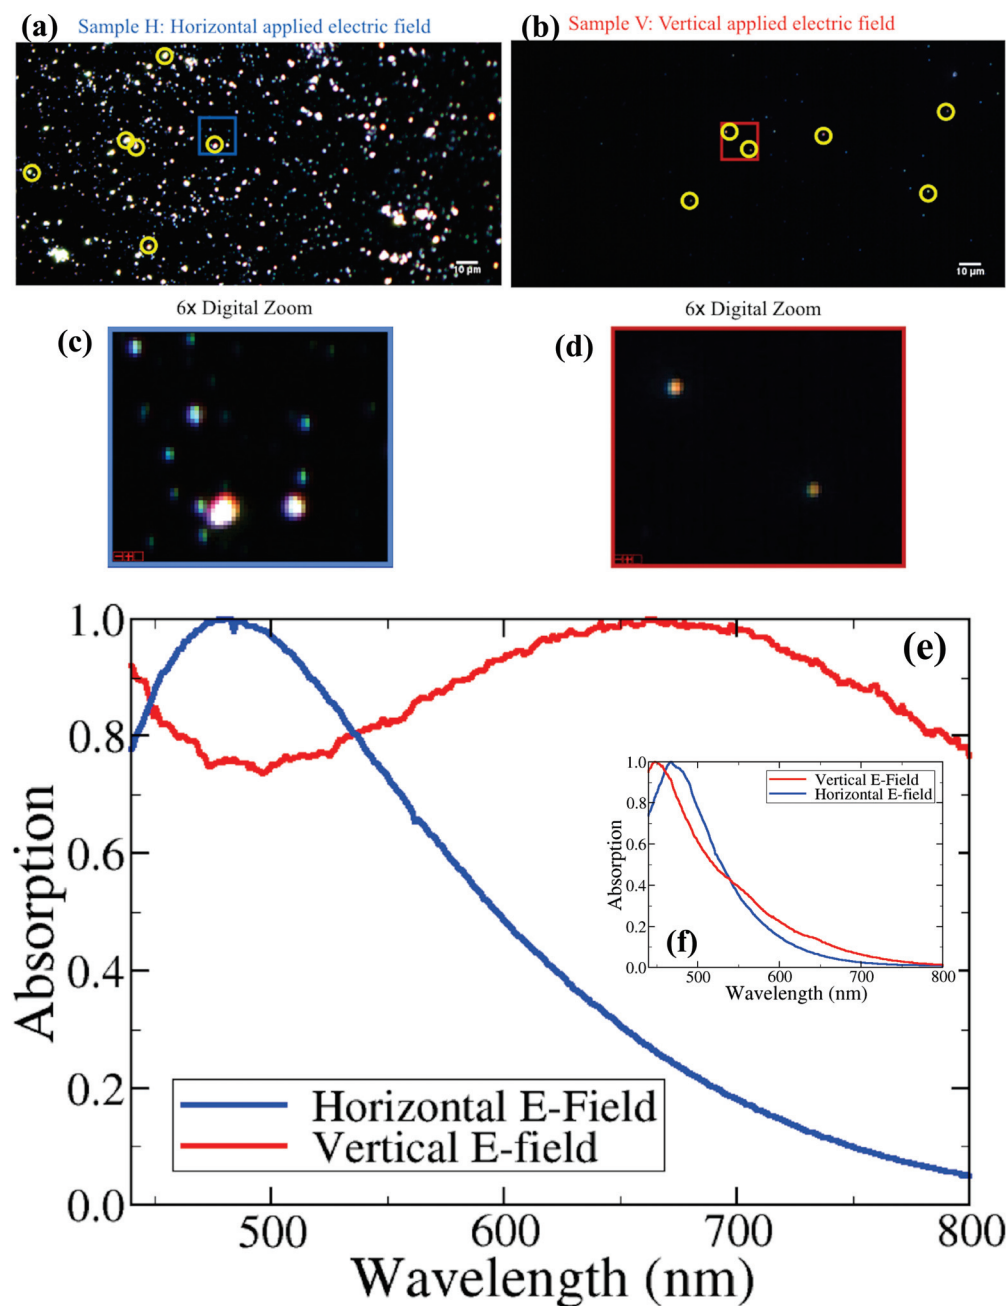 (a) Sample H: Horizontal applied electric field
(b) Sample V: Vertical applied electric field
10 μm
10 μm
6x Digital Zoom
6x Digital Zoom
(c)
(d)
(e)
1.0
0.8
0.6
0.4
0.2
0.0
Absorption
500 600 700 800
Wavelength (nm)
Horizontal E-Field
Vertical E-field
1.0
0.8
0.6
0.4
0.2
0.0
Absorption
Vertical E-Field
Horizontal E-field
(f)
500 600 700 800
Wavelength (nm)